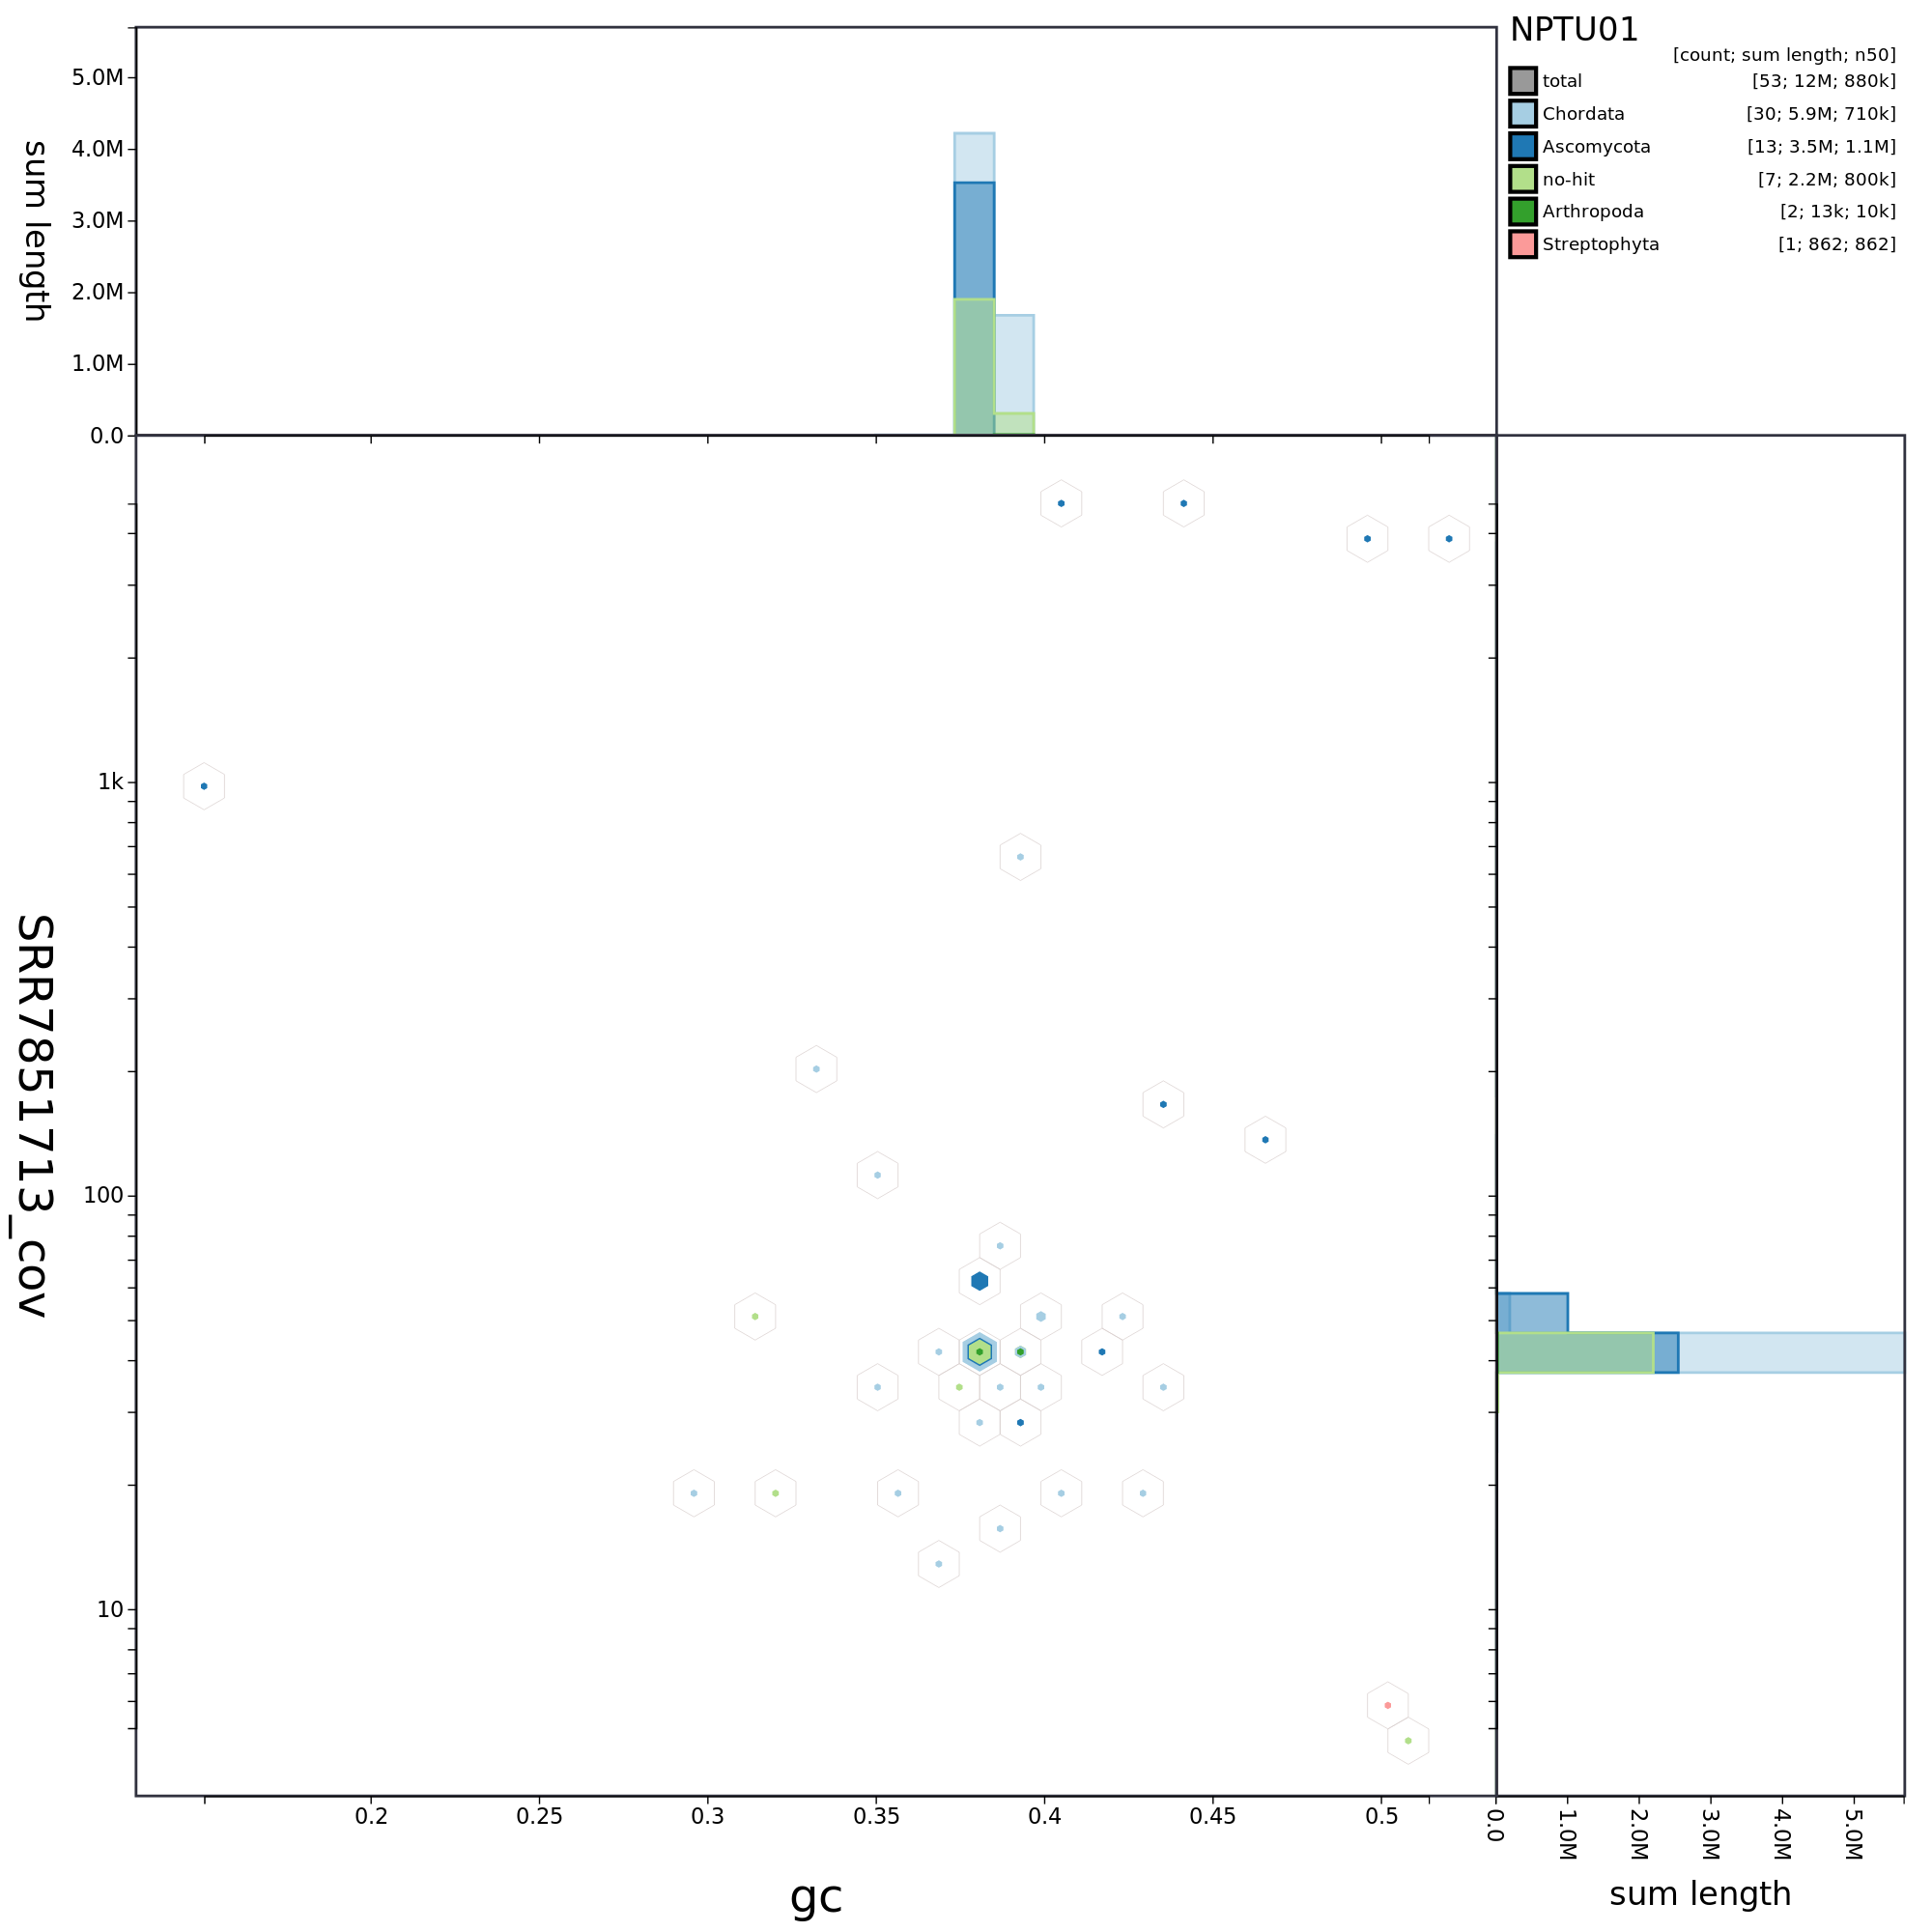 NPTU01
[count; sum length; n50]
total [53; 12M; 880k]
Chordata [30; 5.9M; 710k]
Ascomycota [13; 3.5M; 1.1M]
no-hit [7; 2.2M; 800k]
Arthropoda [2; 13k; 10k]
Streptophyta [1; 862; 862]
sum length
5.0M
4.0M
3.0M
2.0M
1.0M
0.0
SRR7851713_cov
1k
100
10
0.2 0.25 0.3 0.35 0.4 0.45 0.5
gc
0.0 1.0M 2.0M 3.0M 4.0M 5.0M
sum length